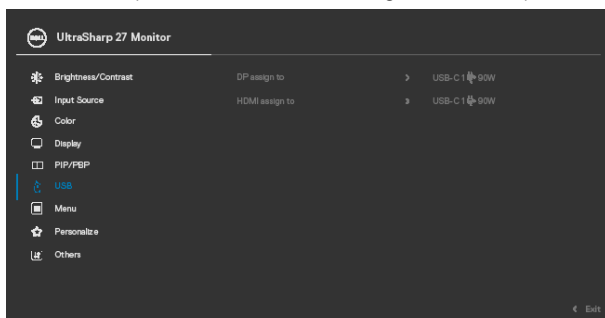 DELL UltraSharp 27 Monitor
Brightness/Contrast DP assign to > USB-C 1 90W
Input Source HDMI assign to > USB-C 1 90W
Color
Display
PIP/PBP
USB
Menu
Personalize
Others
< Exit